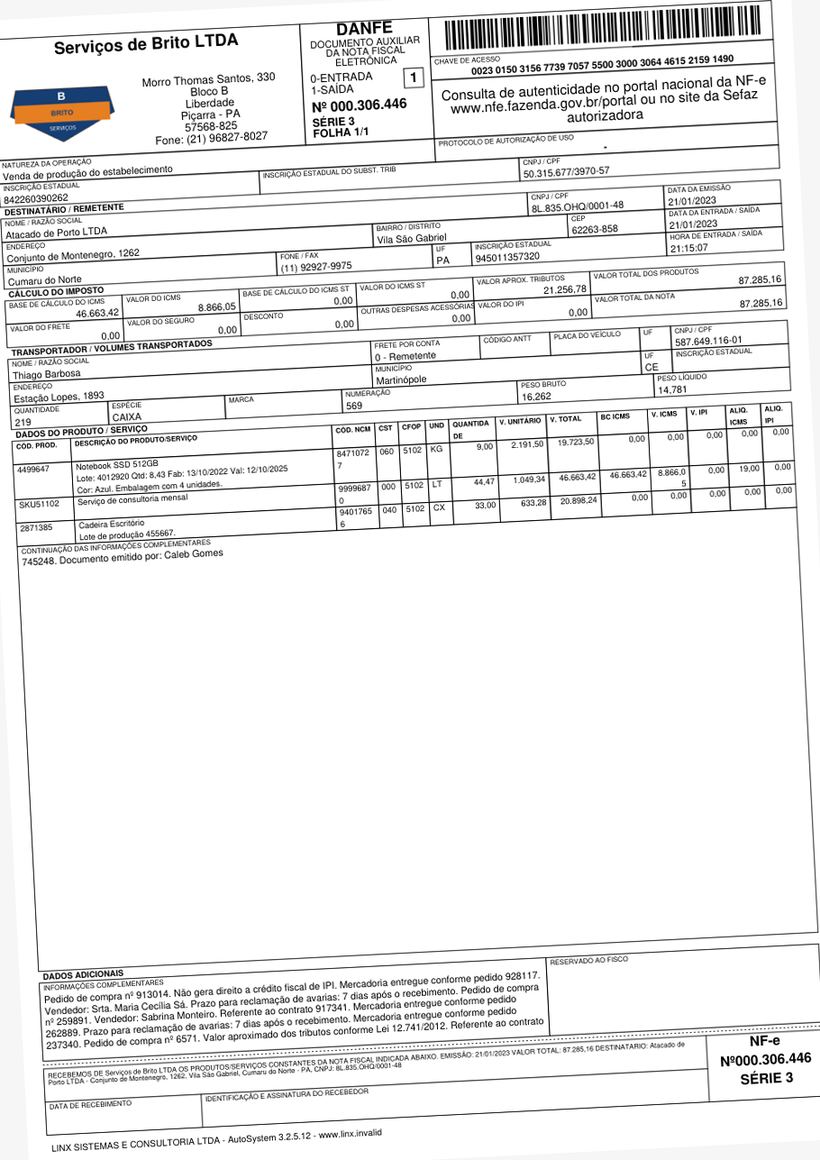 Serviços de Brito LTDA
B
BRITO
SERVIÇOS
Morro Thomas Santos, 330
Bloco B
Liberdade
Piçarra - PA
57568-825
Fone: (21) 96827-8027
DANFE
DOCUMENTO AUXILIAR
DA NOTA FISCAL
ELETRÔNICA
0-ENTRADA
1-SAÍDA
1
Nº 000.306.446
SÉRIE 3
FOLHA 1/1
CHAVE DE ACESSO
0023 0150 3156 7739 7057 5500 3000 3064 4615 2159 1490
Consulta de autenticidade no portal nacional da NF-e
www.nfe.fazenda.gov.br/portal ou no site da Sefaz
autorizadora
PROTOCOLO DE AUTORIZAÇÃO DE USO
-
NATUREZA DA OPERAÇÃO
Venda de produção do estabelecimento
INSCRIÇÃO ESTADUAL
842260390262
INSCRIÇÃO ESTADUAL DO SUBST. TRIB
CNPJ / CPF
50.315.677/3970-57
DESTINATÁRIO / REMETENTE
NOME / RAZÃO SOCIAL
Atacado de Porto LTDA
CNPJ / CPF
8L.835.OHQ/0001-48
DATA DA EMISSÃO
21/01/2023
ENDEREÇO
Conjunto de Montenegro, 1262
BAIRRO / DISTRITO
Vila São Gabriel
CEP
62263-858
DATA DA ENTRADA / SAÍDA
21/01/2023
MUNICÍPIO
Cumaru do Norte
FONE / FAX
(11) 92927-9975
UF
PA
INSCRIÇÃO ESTADUAL
945011357320
HORA DE ENTRADA / SAÍDA
21:15:07
CÁLCULO DO IMPOSTO
BASE DE CÁLCULO DO ICMS
46.663,42
VALOR DO ICMS
8.866,05
BASE DE CÁLCULO DO ICMS ST
0,00
VALOR DO ICMS ST
0,00
VALOR APROX. TRIBUTOS
21.256,78
VALOR TOTAL DOS PRODUTOS
87.285,16
VALOR DO FRETE
0,00
VALOR DO SEGURO
0,00
DESCONTO
0,00
OUTRAS DESPESAS ACESSÓRIAS
0,00
VALOR DO IPI
0,00
VALOR TOTAL DA NOTA
87.285,16
TRANSPORTADOR / VOLUMES TRANSPORTADOS
NOME / RAZÃO SOCIAL
Thiago Barbosa
FRETE POR CONTA
0 - Remetente
CÓDIGO ANTT
PLACA DO VEÍCULO
UF
CNPJ / CPF
587.649.116-01
ENDEREÇO
Estação Lopes, 1893
MUNICÍPIO
Martinópole
UF
CE
INSCRIÇÃO ESTADUAL
QUANTIDADE
219
ESPÉCIE
CAIXA
MARCA
NUMERAÇÃO
569
PESO BRUTO
16,262
PESO LÍQUIDO
14,781
DADOS DO PRODUTO / SERVIÇO
CÓD. PROD. DESCRIÇÃO DO PRODUTO/SERVIÇO CÓD. NCM CST CFOP UND QUANTIDA V. UNITÁRIO V. TOTAL BC ICMS V. ICMS V. IPI ALIQ. ALIQ.
DE ICMS IPI
4499647 Notebook SSD 512GB 8471072 060 5102 KG 9,00 2.191,50 19.723,50 0,00 0,00 0,00 0,00 0,00
Lote: 4012920 Qtd: 8,43 Fab: 13/10/2022 Val: 12/10/2025 7
Cor: Azul. Embalagem com 4 unidades.
SKU51102 Serviço de consultoria mensal 9999687 000 5102 LT 44,47 1.049,34 46.663,42 46.663,42 8.866,0 0,00 19,00 0,00
0 5
2871385 Cadeira Escritório 9401765 040 5102 CX 33,00 633,28 20.898,24 0,00 0,00 0,00 0,00 0,00
Lote de produção 455667. 6
CONTINUAÇÃO DAS INFORMAÇÕES COMPLEMENTARES
745248. Documento emitido por: Caleb Gomes
DADOS ADICIONAIS
INFORMAÇÕES COMPLEMENTARES
Pedido de compra nº 913014. Não gera direito a crédito fiscal de IPI. Mercadoria entregue conforme pedido 928117.
Vendedor: Srta. Maria Cecília Sá. Prazo para reclamação de avarias: 7 dias após o recebimento. Pedido de compra
nº 259891. Vendedor: Sabrina Monteiro. Referente ao contrato 917341. Mercadoria entregue conforme pedido
262889. Prazo para reclamação de avarias: 7 dias após o recebimento. Mercadoria entregue conforme pedido
237340. Pedido de compra nº 6571. Valor aproximado dos tributos conforme Lei 12.741/2012. Referente ao contrato
RESERVADO AO FISCO
RECEBEMOS DE Serviços de Brito LTDA OS PRODUTOS/SERVIÇOS CONSTANTES DA NOTA FISCAL INDICADA ABAIXO. EMISSÃO: 21/01/2023 VALOR TOTAL: 87.285,16 DESTINATARIO: Atacado de
Porto LTDA - Conjunto de Montenegro, 1262, Vila São Gabriel, Cumaru do Norte - PA, CNPJ: 8L.835.OHQ/0001-48
DATA DE RECEBIMENTO
IDENTIFICAÇÃO E ASSINATURA DO RECEBEDOR
NF-e
Nº000.306.446
SÉRIE 3
LINX SISTEMAS E CONSULTORIA LTDA - AutoSystem 3.2.5.12 - www.linx.invalid